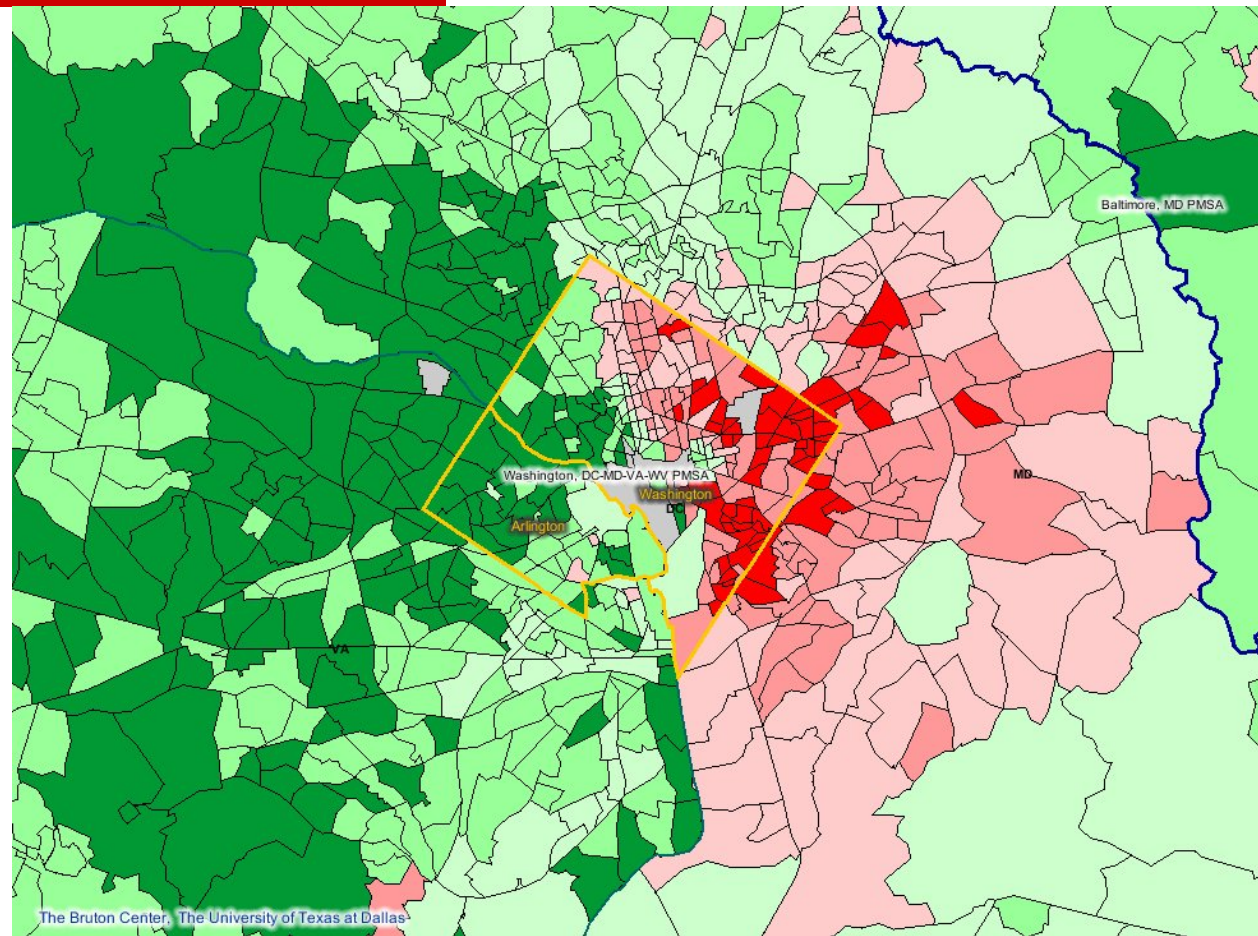 Baltimore, MD PMSA
Washington, DC-MD-VA-WV PMSA
MD
Washington
DC
Arlington
VA
The Bruton Center, The University of Texas at Dallas